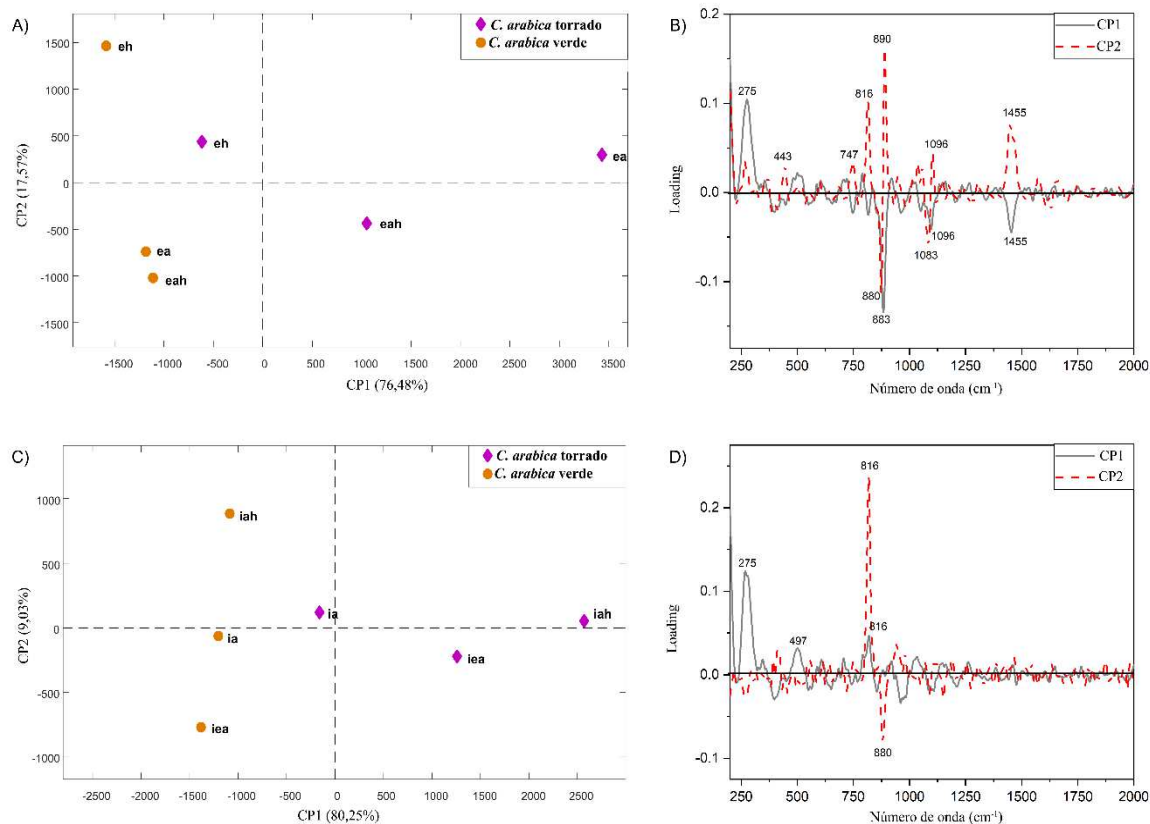 A)
C. arabica torrado
C. arabica verde
eh
eh
ea
eah
ea
eah
1500
1000
500
0
-500
-1000
-1500
-1500
-1000
-500
0
500
1000
1500
2000
2500
3000
3500
CP2 (17,57%)
CP1 (76,48%)
B)
CP1
CP2
0.2
0.1
0.0
-0.1
Loading
275
443
747
816
890
1096
1455
880
883
1083
1096
1455
250
500
750
1000
1250
1500
1750
2000
Número de onda (cm⁻¹)
C)
C. arabica torrado
C. arabica verde
iah
ia
iah
ia
iea
iea
1000
500
0
-500
-1000
-2500
-2000
-1500
-1000
-500
0
500
1000
1500
2000
2500
CP2 (9,03%)
CP1 (80,25%)
D)
CP1
CP2
0.2
0.1
0.0
-0.1
Loading
816
275
497
816
880
250
500
750
1000
1250
1500
1750
2000
Número de onda (cm⁻¹)